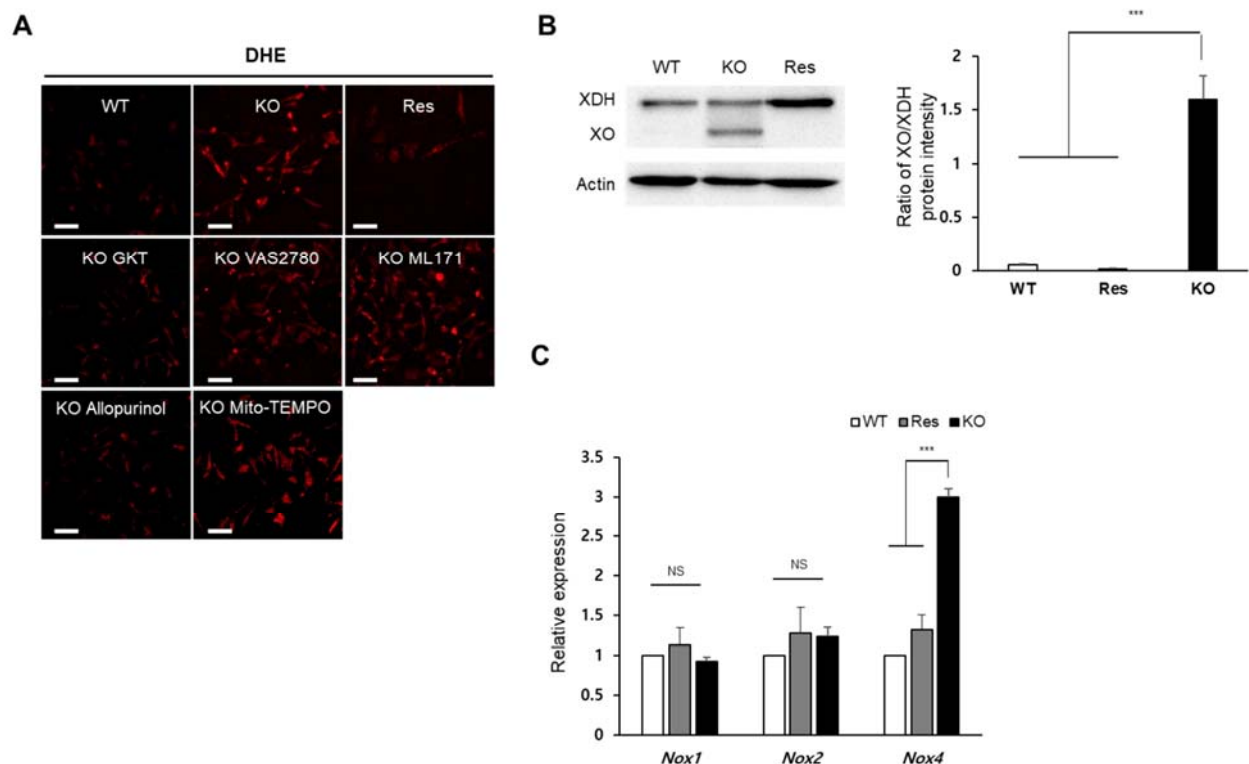 A
DHE
WT
KO
Res
KO GKT
KO VAS2780
KO ML171
KO Allopurinol
KO Mito-TEMPO
B
WT
KO
Res
XDH
XO
Actin
***
Ratio of XO/XDH
protein intensity
2
1.5
1
0.5
0
WT
Res
KO
C
WT
Res
KO
Relative expression
3.5
3
2.5
2
1.5
1
0.5
0
NS
NS
***
Nox1
Nox2
Nox4